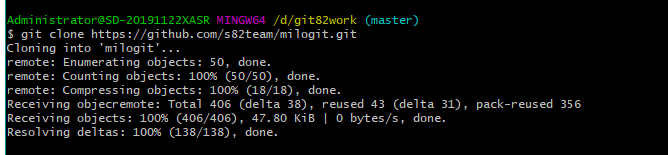 Administrator@SD-20191122XASR MINGW64 /d/git82work (master)
$ git clone https://github.com/s82team/milogit.git
Cloning into 'milogit'...
remote: Enumerating objects: 50, done.
remote: Counting objects: 100% (50/50), done.
remote: Compressing objects: 100% (18/18), done.
Receiving objecremote: Total 406 (delta 38), reused 43 (delta 31), pack-reused 356
Receiving objects: 100% (406/406), 47.80 KiB | 0 bytes/s, done.
Resolving deltas: 100% (138/138), done.